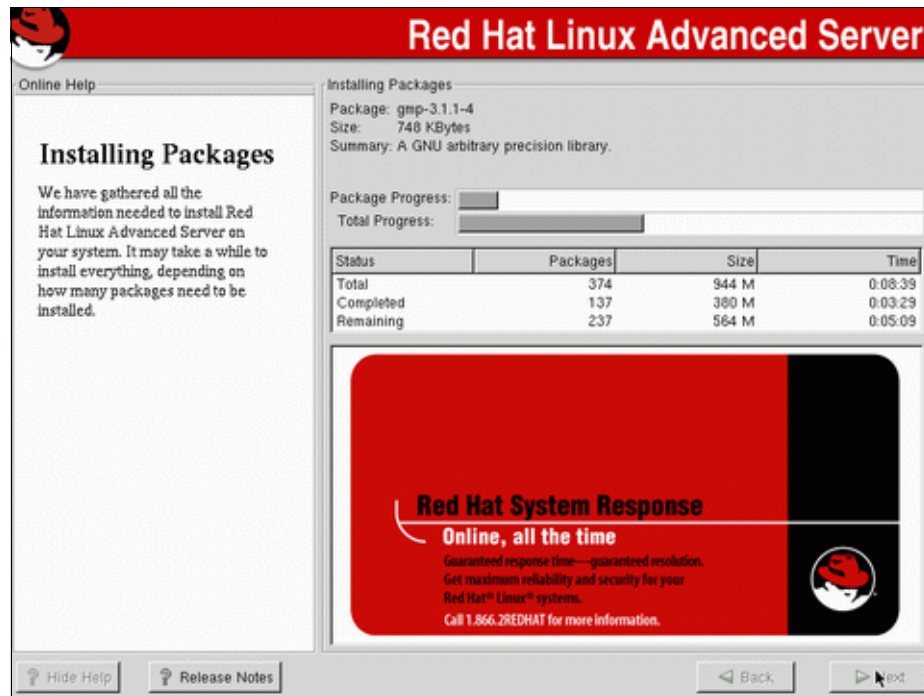 Red Hat Linux Advanced Server
Online Help
Installing Packages
We have gathered all the
information needed to install Red
Hat Linux Advanced Server on
your system. It may take a while to
install everything, depending on
how many packages need to be
installed.
Installing Packages
Package: gmp-3.1.1-4
Size: 748 KBytes
Summary: A GNU arbitrary precision library.
Package Progress:
Total Progress:
Status Packages Size Time
Total 374 944 M 0:08:39
Completed 137 380 M 0:03:29
Remaining 237 564 M 0:05:09
Red Hat System Response
Online, all the time
Guaranteed response time—guaranteed resolution.
Get maximum reliability and security for your
Red Hat® Linux® systems.
Call 1.866.2REDHAT for more information.
Hide Help Release Notes Back Next